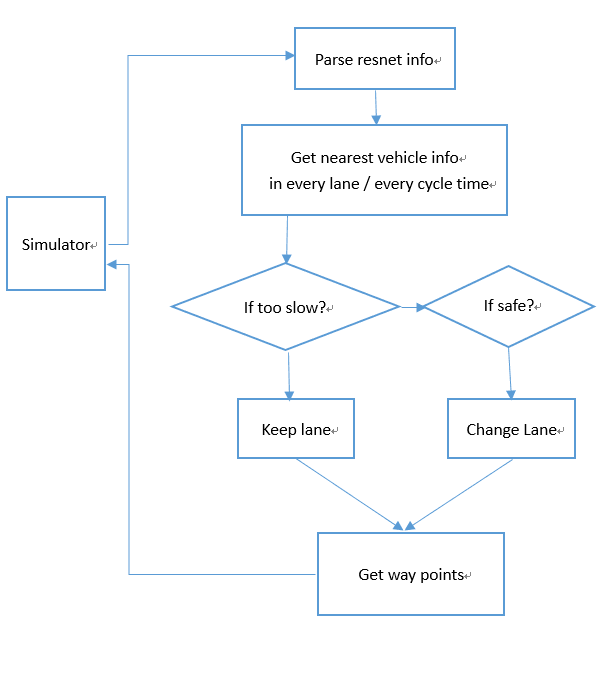 Parse resnet info
Get nearest vehicle info
in every lane / every cycle time
Simulator
If too slow?
If safe?
Keep lane
Change Lane
Get way points